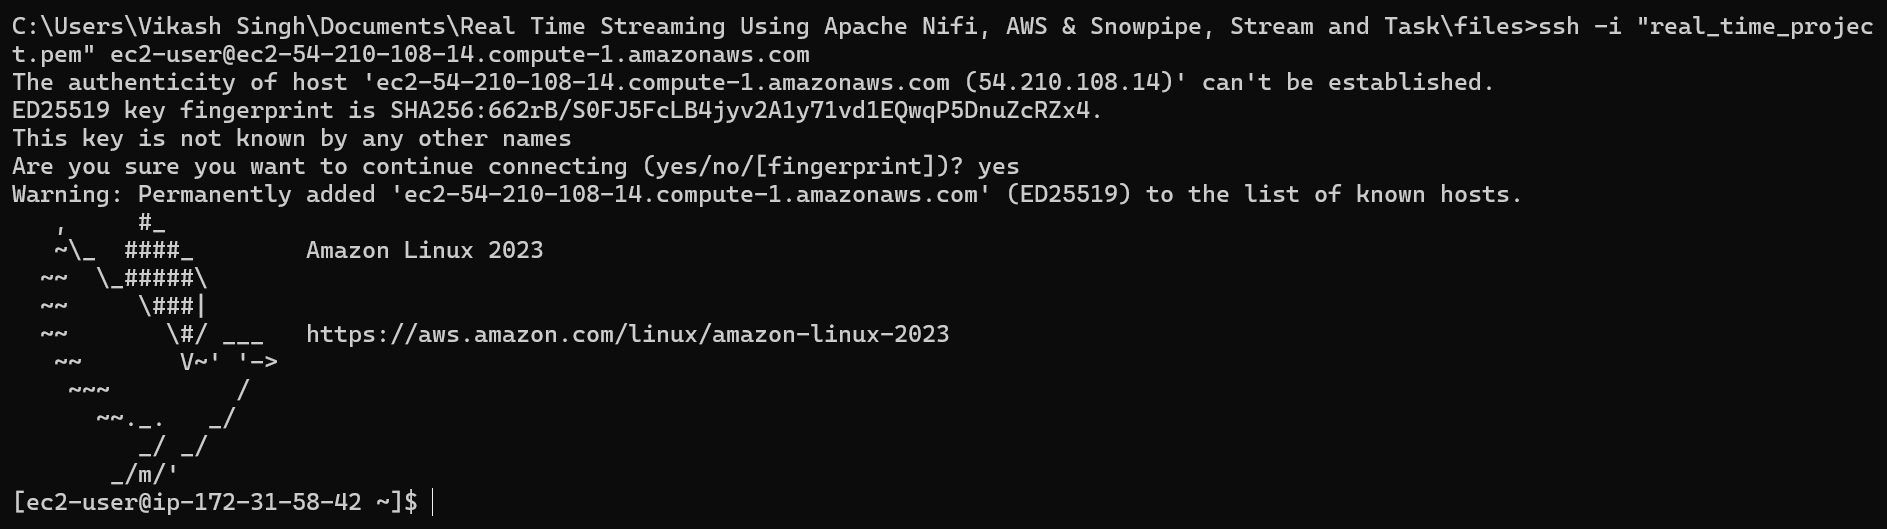 C:\Users\Vikash Singh\Documents\Real Time Streaming Using Apache Nifi, AWS & Snowpipe, Stream and Task\files>ssh -i "real_time_projec
t.pem" ec2-user@ec2-54-210-108-14.compute-1.amazonaws.com
The authenticity of host 'ec2-54-210-108-14.compute-1.amazonaws.com (54.210.108.14)' can't be established.
ED25519 key fingerprint is SHA256:662rB/S0FJ5FcLB4jyv2A1y71vd1EQwqP5DnuZcRZx4.
This key is not known by any other names
Are you sure you want to continue connecting (yes/no/[fingerprint])? yes
Warning: Permanently added 'ec2-54-210-108-14.compute-1.amazonaws.com' (ED25519) to the list of known hosts.
   ,     #_
   ~\_  ####_        Amazon Linux 2023
  ~~  \_#####\
  ~~     \###|
  ~~       \#/ ___   https://aws.amazon.com/linux/amazon-linux-2023
   ~~       V~' '->
    ~~~         /
      ~~._.   _/
         _/ _/
       _/m/'
[ec2-user@ip-172-31-58-42 ~]$